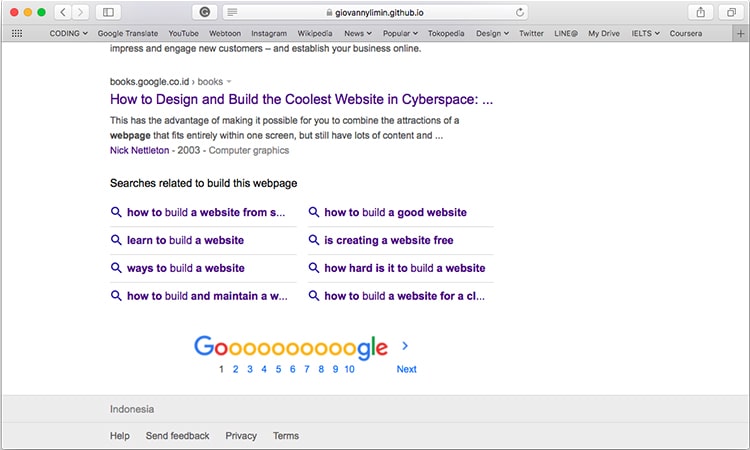 giovannylimin.github.io
CODING Google Translate YouTube Webtoon Instagram Wikipedia News Popular Tokopedia Design Twitter LINE@ My Drive IELTS Coursera
impress and engage new customers – and establish your business online.
books.google.co.id › books
How to Design and Build the Coolest Website in Cyberspace: ...
This has the advantage of making it possible for you to combine the attractions of a
webpage that fits entirely within one screen, but still have lots of content and ...
Nick Nettleton - 2003 - Computer graphics
Searches related to build this webpage
how to build a website from s... how to build a good website
learn to build a website is creating a website free
ways to build a website how hard is it to build a website
how to build and maintain a w... how to build a website for a cl...
Goooooooooogle
1 2 3 4 5 6 7 8 9 10 Next
Indonesia
Help Send feedback Privacy Terms